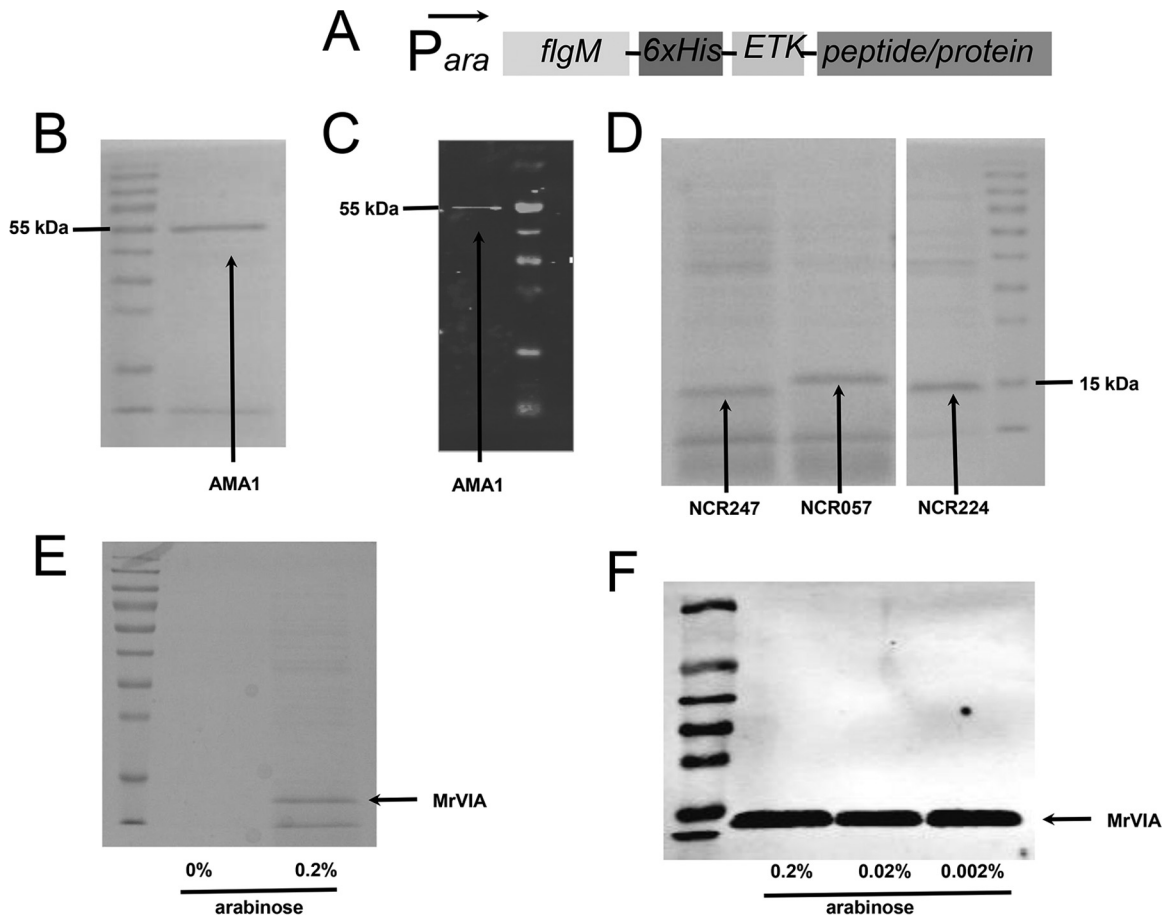 A
Para flgM 6xHis ETK peptide/protein
B
C
D
55 kDa
55 kDa
15 kDa
AMA1
AMA1
NCR247 NCR057 NCR224
E
F
MrVIA
MrVIA
0% 0.2%
arabinose
0.2% 0.02% 0.002%
arabinose